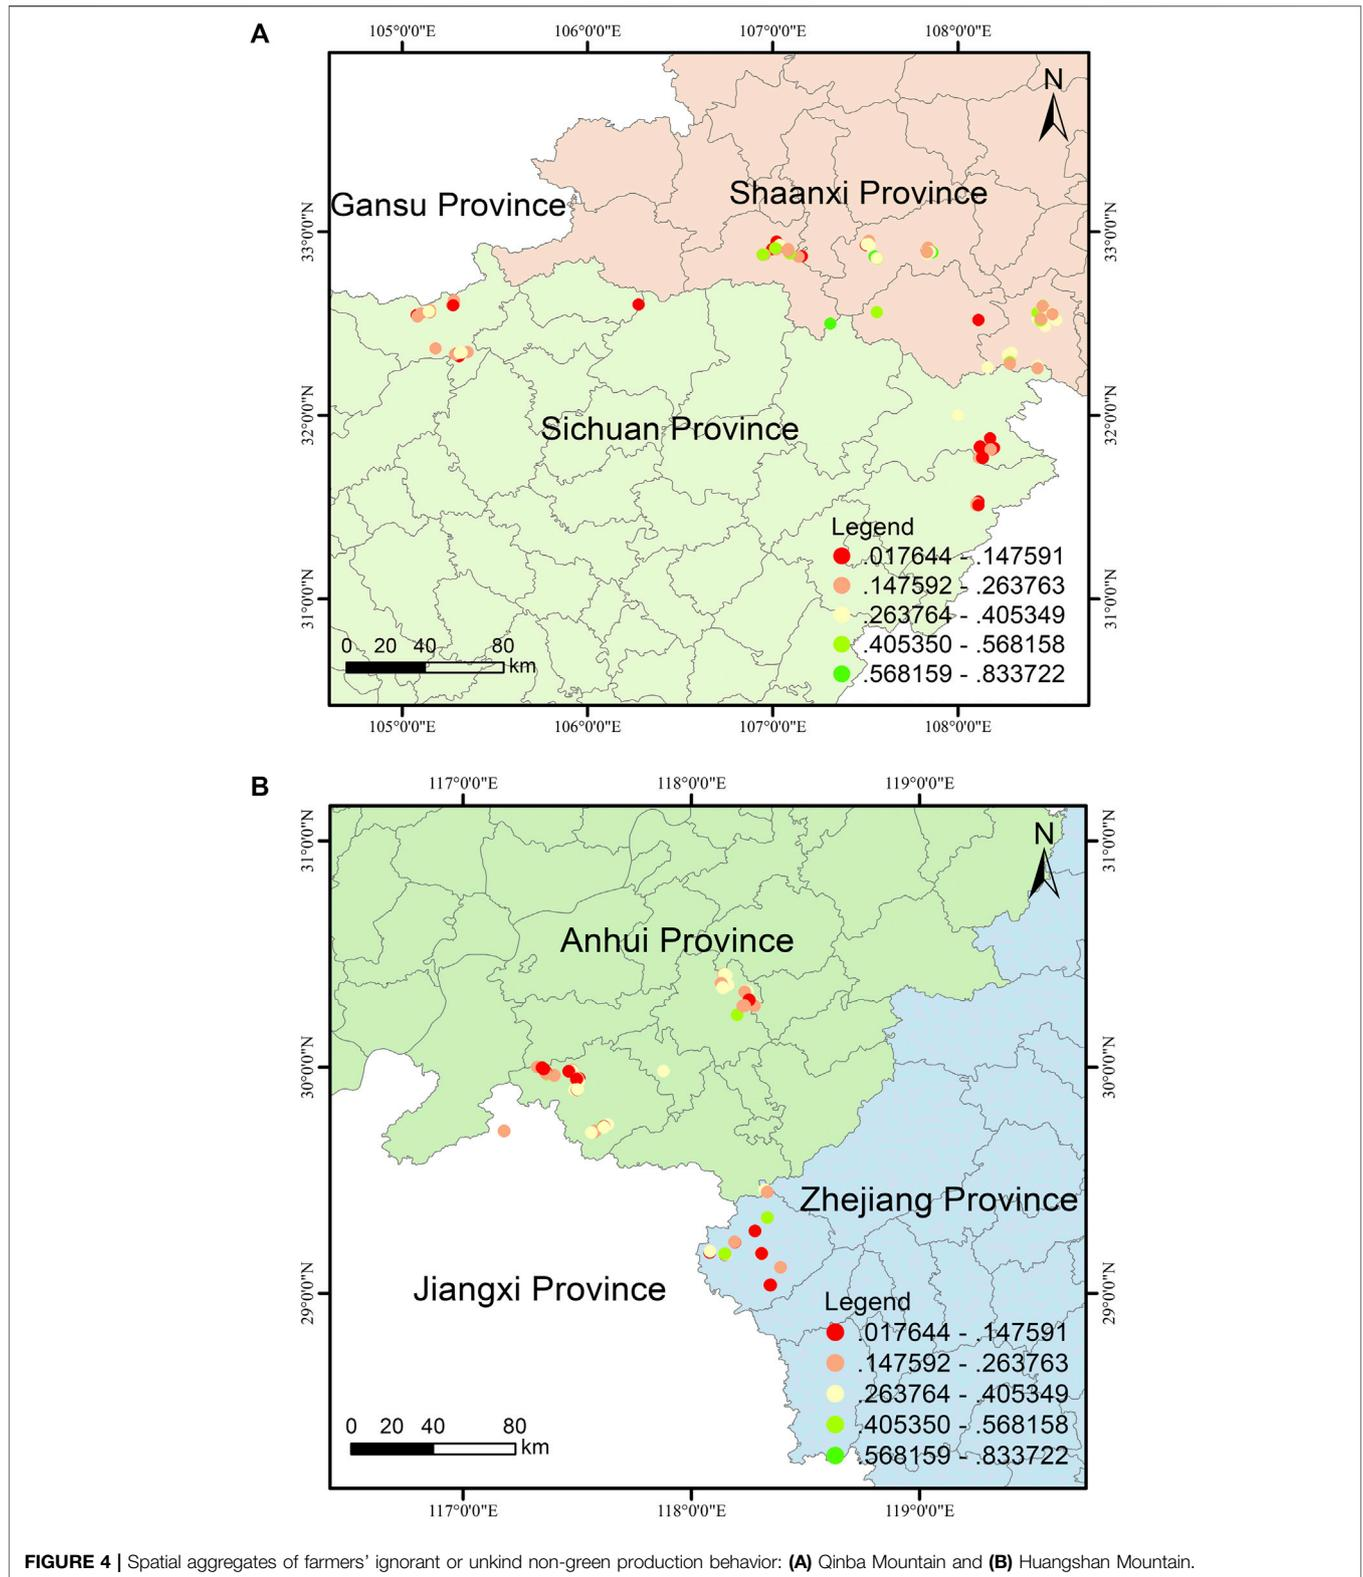 A
105°0'0"E 106°0'0"E 107°0'0"E 108°0'0"E
N
Gansu Province
Shaanxi Province
33°0'0"N 33°0'0"N
32°0'0"N 32°0'0"N
Sichuan Province
31°0'0"N 31°0'0"N
Legend
.017644 - .147591
.147592 - .263763
.263764 - .405349
.405350 - .568158
.568159 - .833722
0 20 40 80
km
105°0'0"E 106°0'0"E 107°0'0"E 108°0'0"E
B
117°0'0"E 118°0'0"E 119°0'0"E
31°0'0"N 31°0'0"N
N
Anhui Province
30°0'0"N 30°0'0"N
Zhejiang Province
Jiangxi Province
29°0'0"N 29°0'0"N
Legend
.017644 - .147591
.147592 - .263763
.263764 - .405349
.405350 - .568158
.568159 - .833722
0 20 40 80
km
117°0'0"E 118°0'0"E 119°0'0"E
FIGURE 4 | Spatial aggregates of farmers' ignorant or unkind non-green production behavior: (A) Qinba Mountain and (B) Huangshan Mountain.